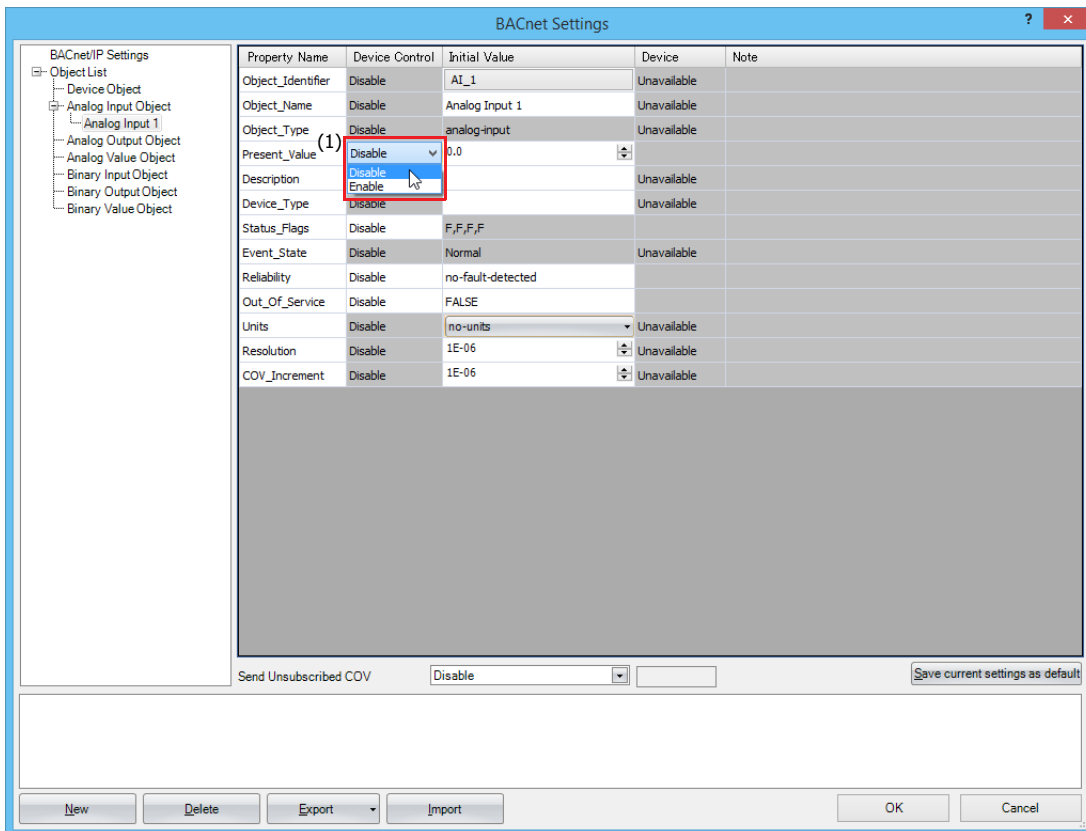 BACnet Settings
? ×
BACnet/IP Settings
Object List
Device Object
Analog Input Object
Analog Input 1
Analog Output Object
Analog Value Object
Binary Input Object
Binary Output Object
Binary Value Object
Property Name Device Control Initial Value Device Note
Object_Identifier Disable AI_1 Unavailable
Object_Name Disable Analog Input 1 Unavailable
Object_Type Disable analog-input Unavailable
(1)
Present_Value Disable 0.0
Disable
Enable
Description Unavailable
Device_Type Disable Unavailable
Status_Flags Disable F,F,F,F
Event_State Disable Normal Unavailable
Reliability Disable no-fault-detected
Out_Of_Service Disable FALSE
Units Disable no-units Unavailable
Resolution Disable 1E-06 Unavailable
COV_Increment Disable 1E-06 Unavailable
Send Unsubscribed COV Disable Save current settings as default
New Delete Export Import OK Cancel